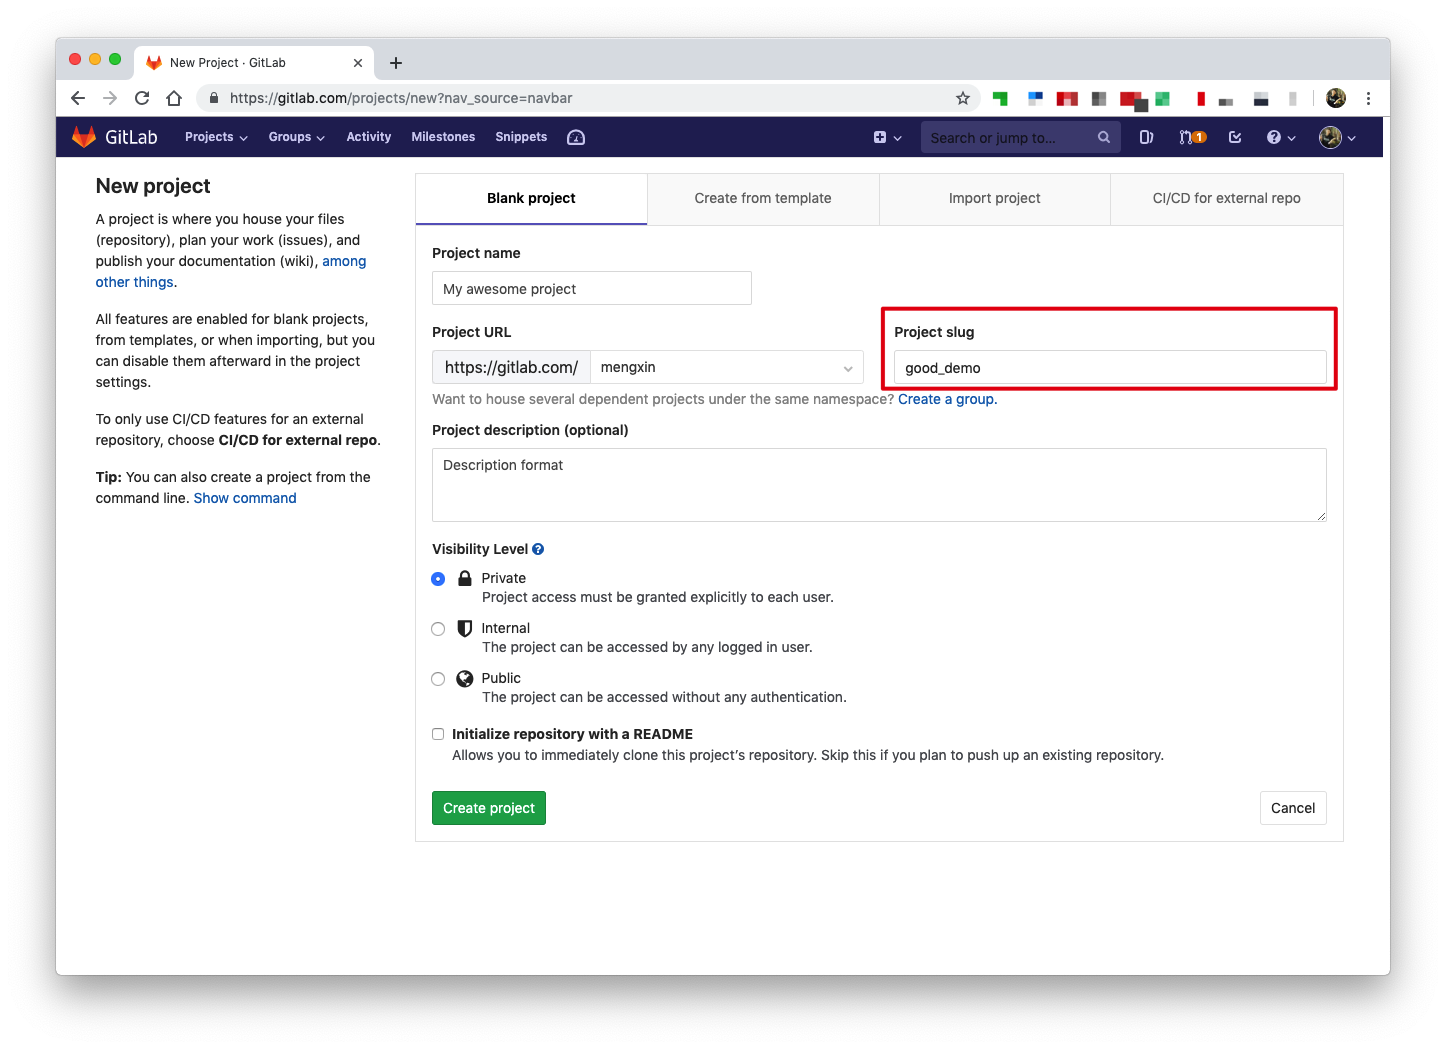 New Project · GitLab
https://gitlab.com/projects/new?nav_source=navbar
GitLab Projects Groups Activity Milestones Snippets Search or jump to... 1
New project
A project is where you house your files
(repository), plan your work (issues), and
publish your documentation (wiki), among
other things.
All features are enabled for blank projects,
from templates, or when importing, but you
can disable them afterward in the project
settings.
To only use CI/CD features for an external
repository, choose CI/CD for external repo.
Tip: You can also create a project from the
command line. Show command
Blank project Create from template Import project CI/CD for external repo
Project name
My awesome project
Project URL Project slug
https://gitlab.com/ mengxin good_demo
Want to house several dependent projects under the same namespace? Create a group.
Project description (optional)
Description format
Visibility Level
Private
Project access must be granted explicitly to each user.
Internal
The project can be accessed by any logged in user.
Public
The project can be accessed without any authentication.
Initialize repository with a README
Allows you to immediately clone this project's repository. Skip this if you plan to push up an existing repository.
Create project Cancel